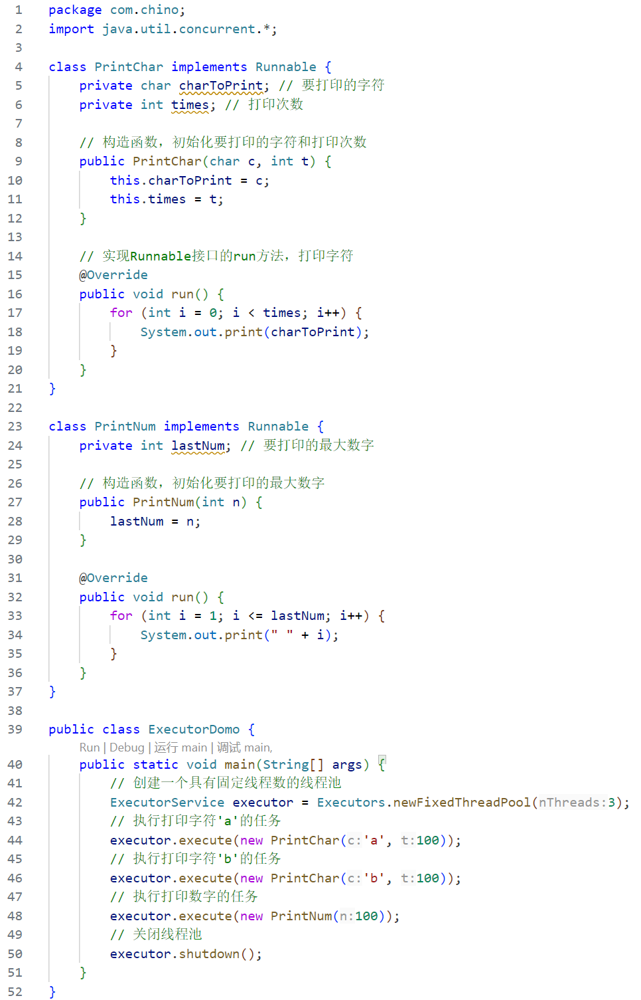 1 package com.chino;
2 import java.util.concurrent.*;
3
4 class PrintChar implements Runnable {
5     private char charToPrint; // 要打印的字符
6     private int times; // 打印次数
7
8     // 构造函数，初始化要打印的字符和打印次数
9     public PrintChar(char c, int t) {
10         this.charToPrint = c;
11         this.times = t;
12     }
13
14     // 实现Runnable接口的run方法，打印字符
15     @Override
16     public void run() {
17         for (int i = 0; i < times; i++) {
18             System.out.print(charToPrint);
19         }
20     }
21 }
22
23 class PrintNum implements Runnable {
24     private int lastNum; // 要打印的最大数字
25
26     // 构造函数，初始化要打印的最大数字
27     public PrintNum(int n) {
28         lastNum = n;
29     }
30
31     @Override
32     public void run() {
33         for (int i = 1; i <= lastNum; i++) {
34             System.out.print(" " + i);
35         }
36     }
37 }
38
39 public class ExecutorDomo {
Run | Debug | 运行 main | 调试 main,
40     public static void main(String[] args) {
41         // 创建一个具有固定线程数的线程池
42         ExecutorService executor = Executors.newFixedThreadPool(nThreads:3);
43         // 执行打印字符'a'的任务
44         executor.execute(new PrintChar(c:'a', t:100));
45         // 执行打印字符'b'的任务
46         executor.execute(new PrintChar(c:'b', t:100));
47         // 执行打印数字的任务
48         executor.execute(new PrintNum(n:100));
49         // 关闭线程池
50         executor.shutdown();
51     }
52 }